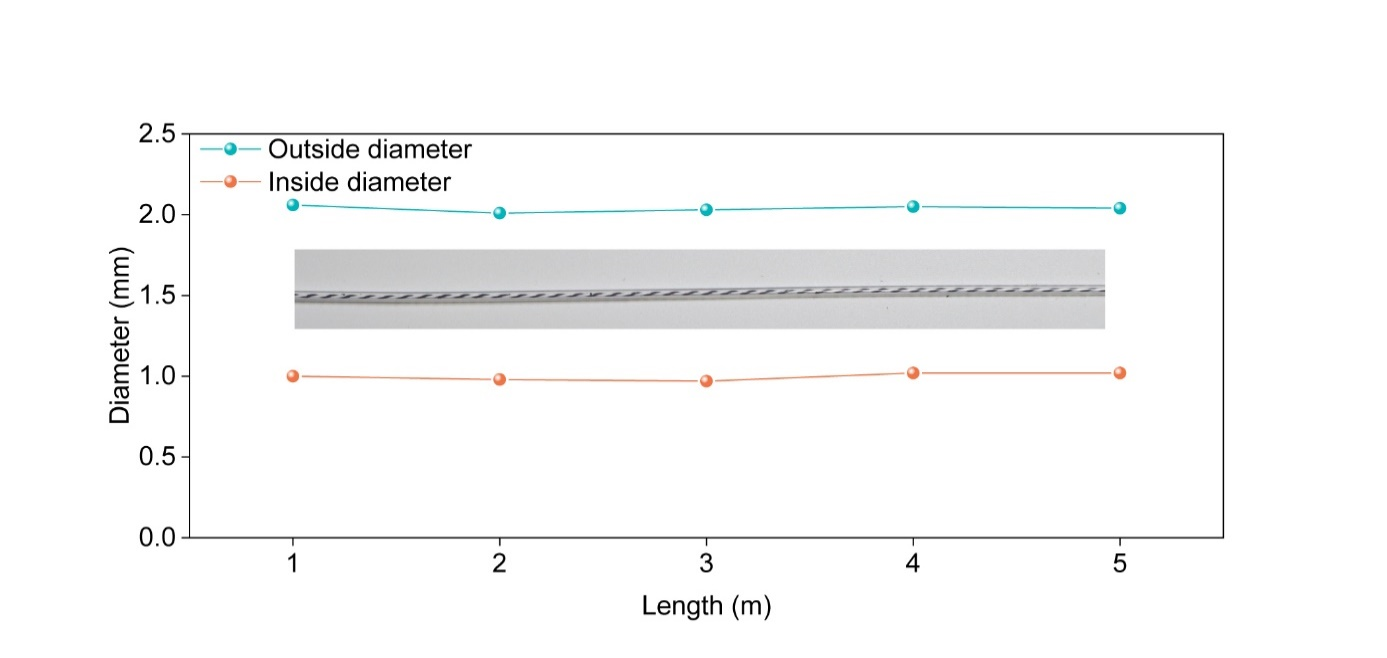 2.5
Outside diameter
Inside diameter
2.0
1.5
1.0
0.5
0.0
Diameter (mm)
1 2 3 4 5
Length (m)